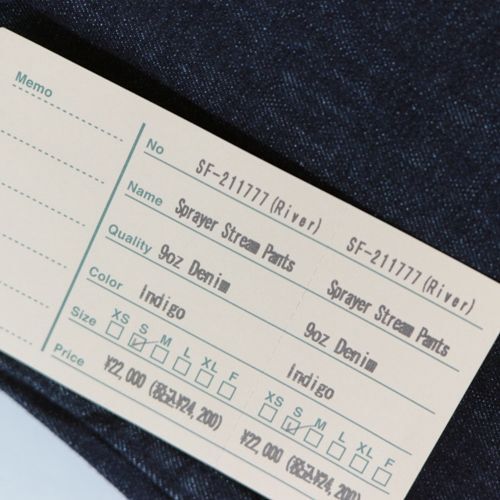 Memo
No SF-211777(River) SF-211777(River)
Name Sprayer Stream Pants Sprayer Stream Pants
Quality 9oz Denim 9oz Denim
Color Indigo Indigo
Size XS S M L XL F XS S M L XL F
Price ¥22,000 (税込¥24,200) ¥22,000 (税込¥24,200)